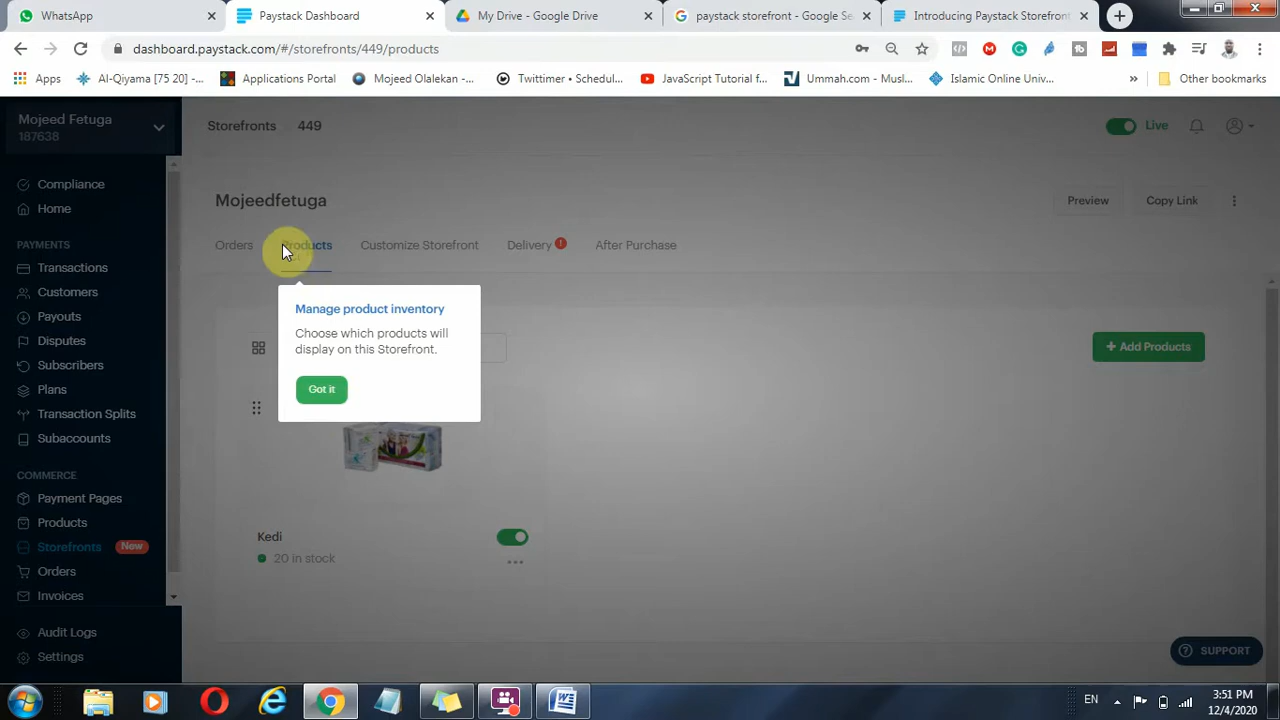 WhatsApp
Paystack Dashboard
My Drive - Google Drive
paystack storefront - Google Se
Introducing Paystack Storefront
dashboard.paystack.com/#/storefronts/449/products
Apps
Al-Qiyama [75 20] -...
Applications Portal
Mojeed Olalekan -...
Twittimer • Schedul...
JavaScript Tutorial f...
Ummah.com - Musl...
Islamic Online Univ...
»
Other bookmarks
Mojeed Fetuga
187638
Storefronts 449
Live
Compliance
Home
PAYMENTS
Transactions
Customers
Payouts
Disputes
Subscribers
Plans
Transaction Splits
Subaccounts
COMMERCE
Payment Pages
Products
Storefronts New
Orders
Invoices
Audit Logs
Settings
Mojeedfetuga
Preview
Copy Link
Orders
Products
Customize Storefront
Delivery !
After Purchase
Manage product inventory
Choose which products will
display on this Storefront.
Got it
+ Add Products
Kedi
20 in stock
SUPPORT
EN
3:51 PM
12/4/2020